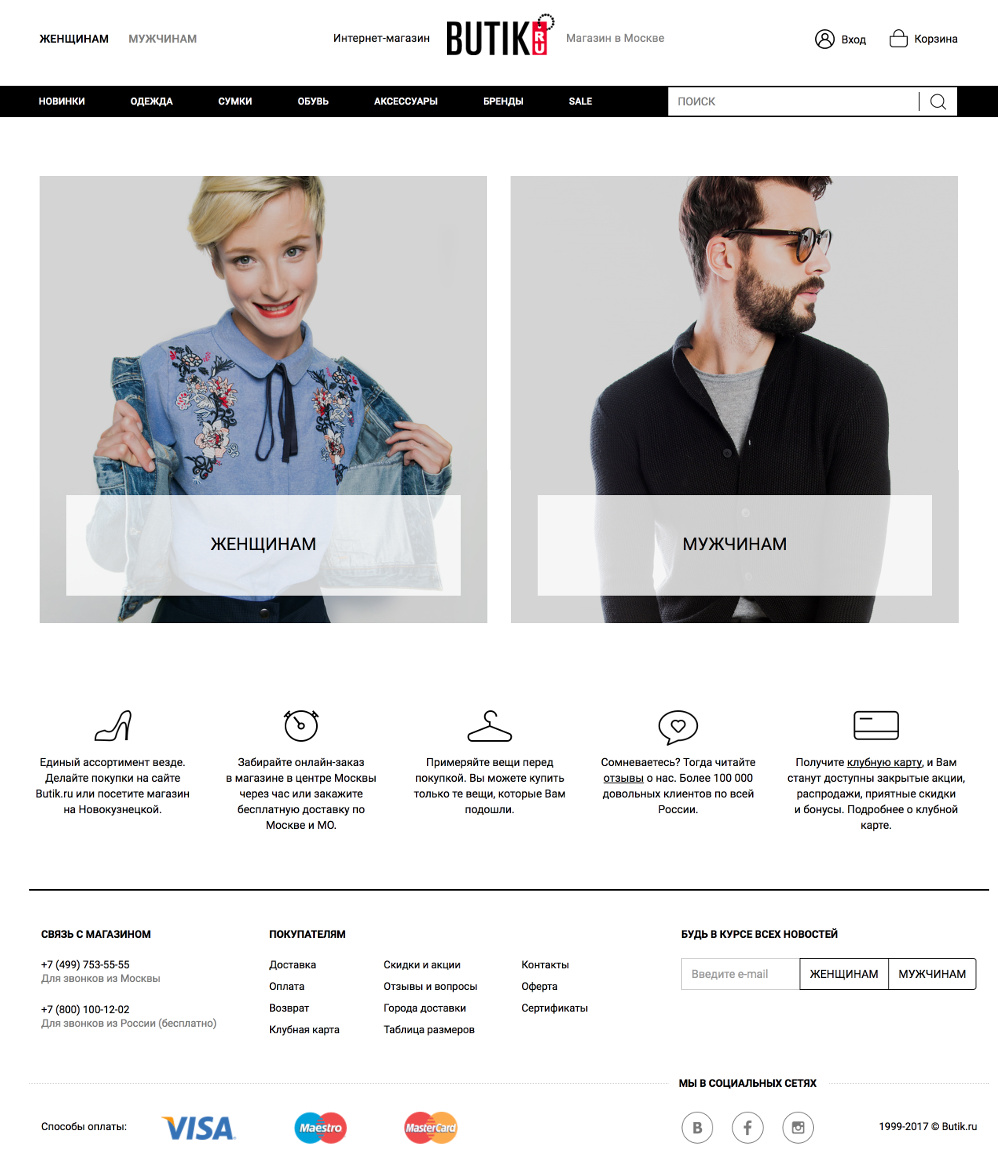 ЖЕНЩИНАМ МУЖЧИНАМ Интернет-магазин BUTIK.RU Магазин в Москве Вход Корзина
НОВИНКИ ОДЕЖДА СУМКИ ОБУВЬ АКСЕССУАРЫ БРЕНДЫ SALE ПОИСК
ЖЕНЩИНАМ МУЖЧИНАМ
Единый ассортимент везде.
Делайте покупки на сайте
Butik.ru или посетите магазин
на Новокузнецкой.
Забирайте онлайн-заказ
в магазине в центре Москвы
через час или закажите
бесплатную доставку по
Москве и МО.
Примеряйте вещи перед
покупкой. Вы можете купить
только те вещи, которые Вам
подошли.
Сомневаетесь? Тогда читайте
отзывы о нас. Более 100 000
довольных клиентов по всей
России.
Получите клубную карту, и Вам
станут доступны закрытые акции,
распродажи, приятные скидки
и бонусы. Подробнее о клубной
карте.
СВЯЗЬ С МАГАЗИНОМ
+7 (499) 753-55-55
Для звонков из Москвы
+7 (800) 100-12-02
Для звонков из России (бесплатно)
ПОКУПАТЕЛЯМ
Доставка Скидки и акции Контакты
Оплата Отзывы и вопросы Оферта
Возврат Города доставки Сертификаты
Клубная карта Таблица размеров
БУДЬ В КУРСЕ ВСЕХ НОВОСТЕЙ
Введите e-mail ЖЕНЩИНАМ МУЖЧИНАМ
МЫ В СОЦИАЛЬНЫХ СЕТЯХ
Способы оплаты: VISA Maestro MasterCard B f 1999-2017 © Butik.ru